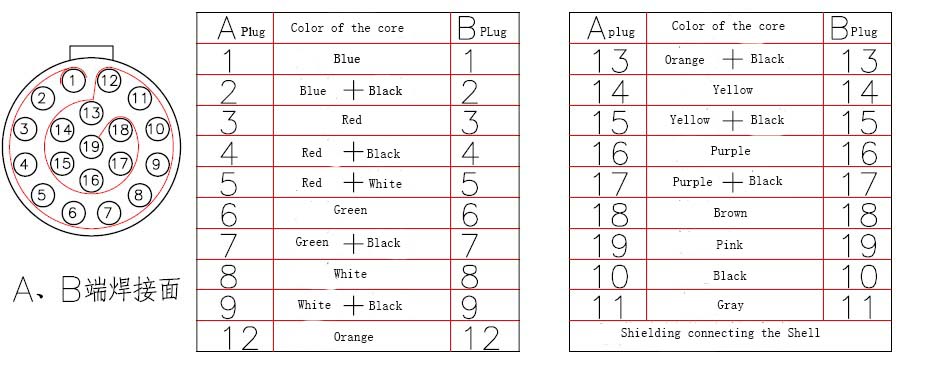 1 12
2 11
13
3 14 18 10
19
4 15 17 9
16
5 8
6 7
A、B端焊接面
A Plug Color of the core B PLug
1 Blue 1
2 Blue + Black 2
3 Red 3
4 Red + Black 4
5 Red + White 5
6 Green 6
7 Green + Black 7
8 White 8
9 White + Black 9
12 Orange 12
A plug Color of the core B Plug
13 Orange + Black 13
14 Yellow 14
15 Yellow + Black 15
16 Purple 16
17 Purple + Black 17
18 Brown 18
19 Pink 19
10 Black 10
11 Gray 11
Shielding connecting the Shell